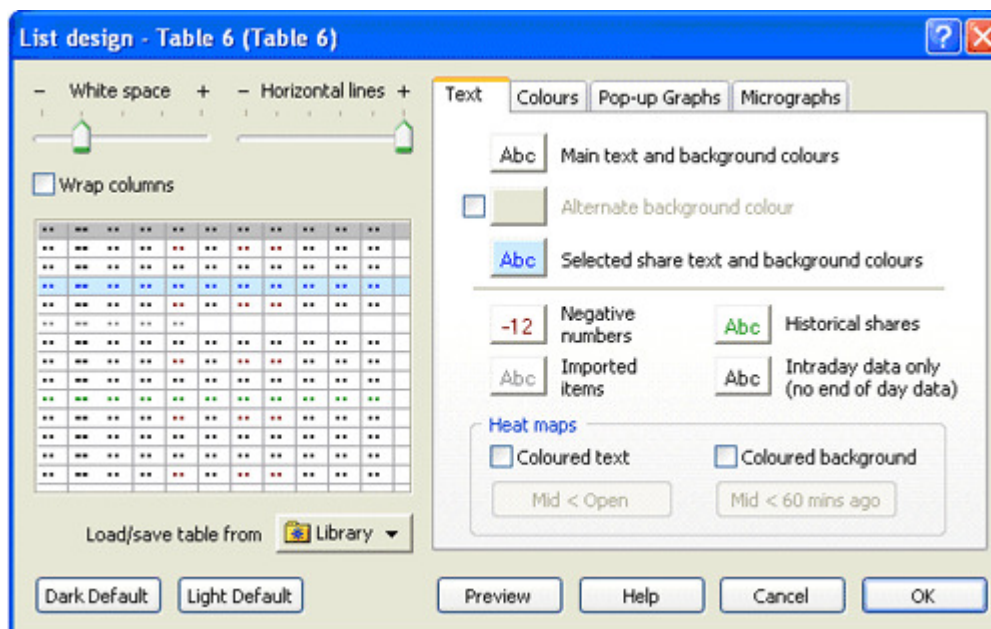 List design - Table 6 (Table 6)
- White space +
- Horizontal lines +
Wrap columns
Load/save table from
Library
Dark Default
Light Default
Text
Colours
Pop-up Graphs
Micrographs
Abc
Main text and background colours
Alternate background colour
Abc
Selected share text and background colours
-12
Negative
numbers
Abc
Historical shares
Abc
Imported
items
Abc
Intraday data only
(no end of day data)
Heat maps
Coloured text
Coloured background
Mid < Open
Mid < 60 mins ago
Preview
Help
Cancel
OK